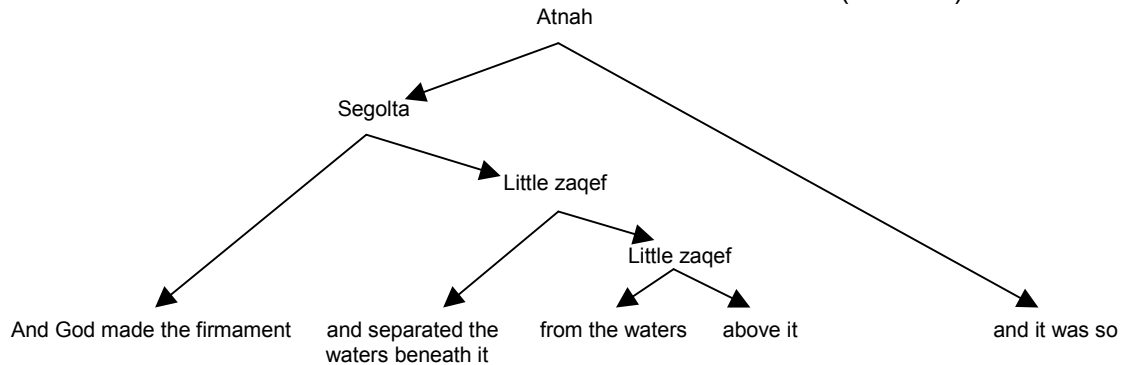 Atnah
Segolta
Little zaqef
Little zaqef
And God made the firmament
and separated the
waters beneath it
from the waters
above it
and it was so